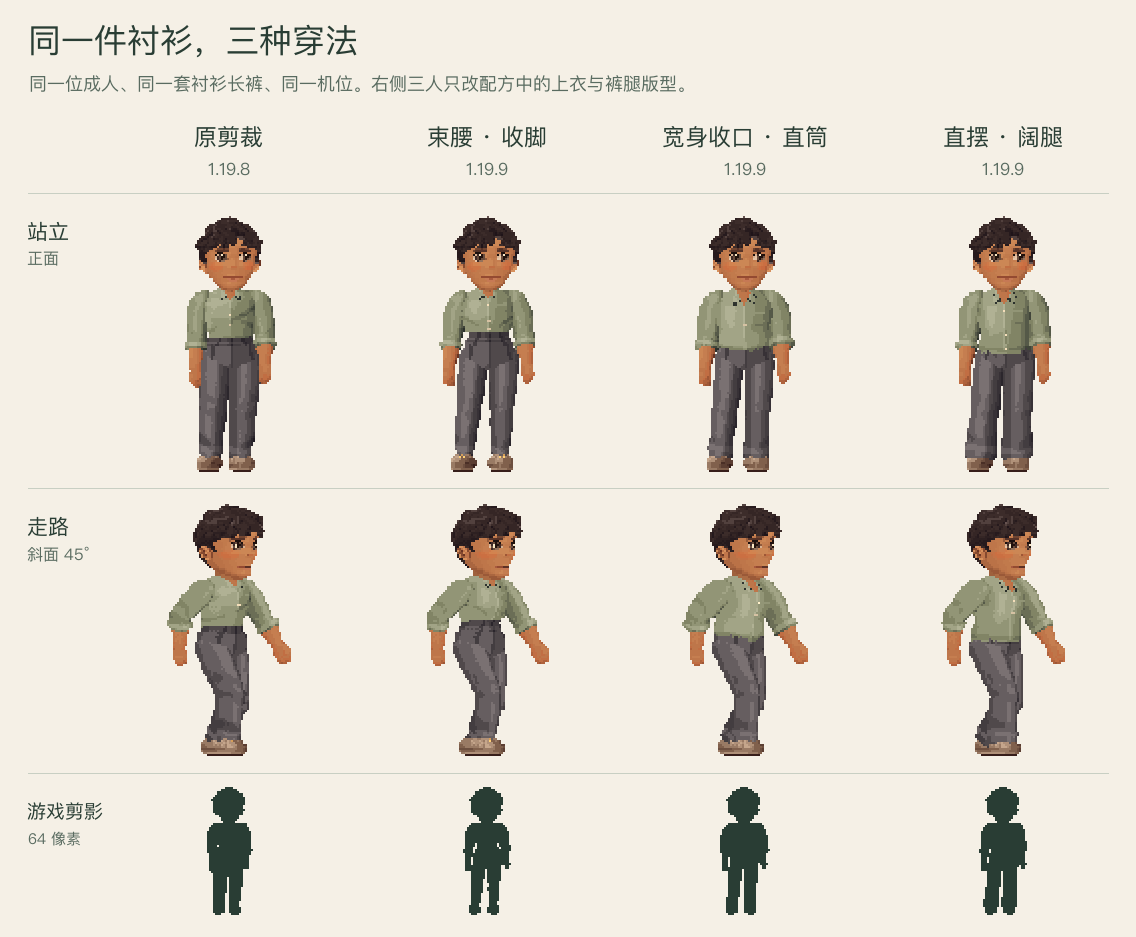 同一件衬衫，三种穿法
同一位成人、同一套衬衫长裤、同一机位。右侧三人只改配方中的上衣与裤腿版型。
原剪裁
束腰 · 收脚
宽身收口 · 直筒
直摆 · 阔腿
1.19.8
1.19.9
1.19.9
1.19.9
站立
正面
走路
斜面 45°
游戏剪影
64 像素